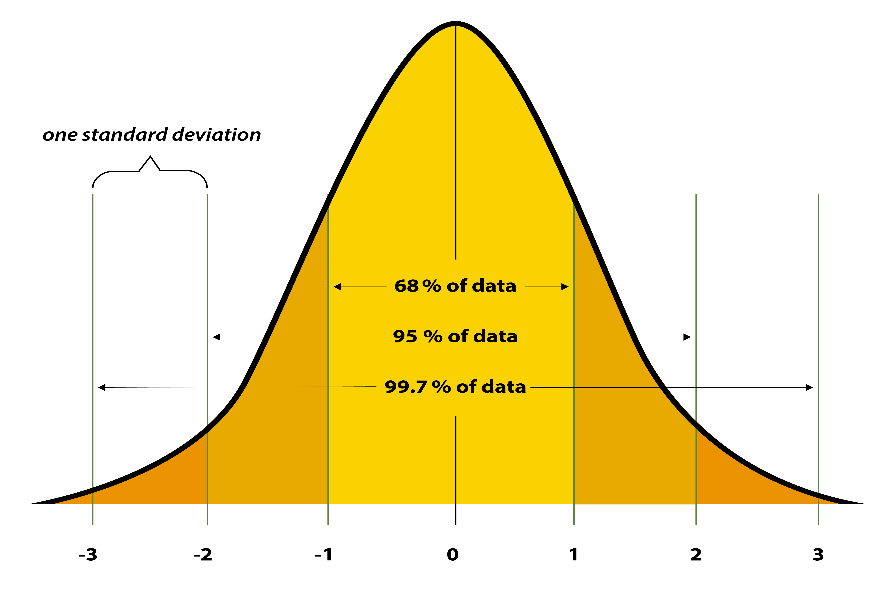 one standard deviation
68 % of data
95 % of data
99.7 % of data
-3 -2 -1 0 1 2 3